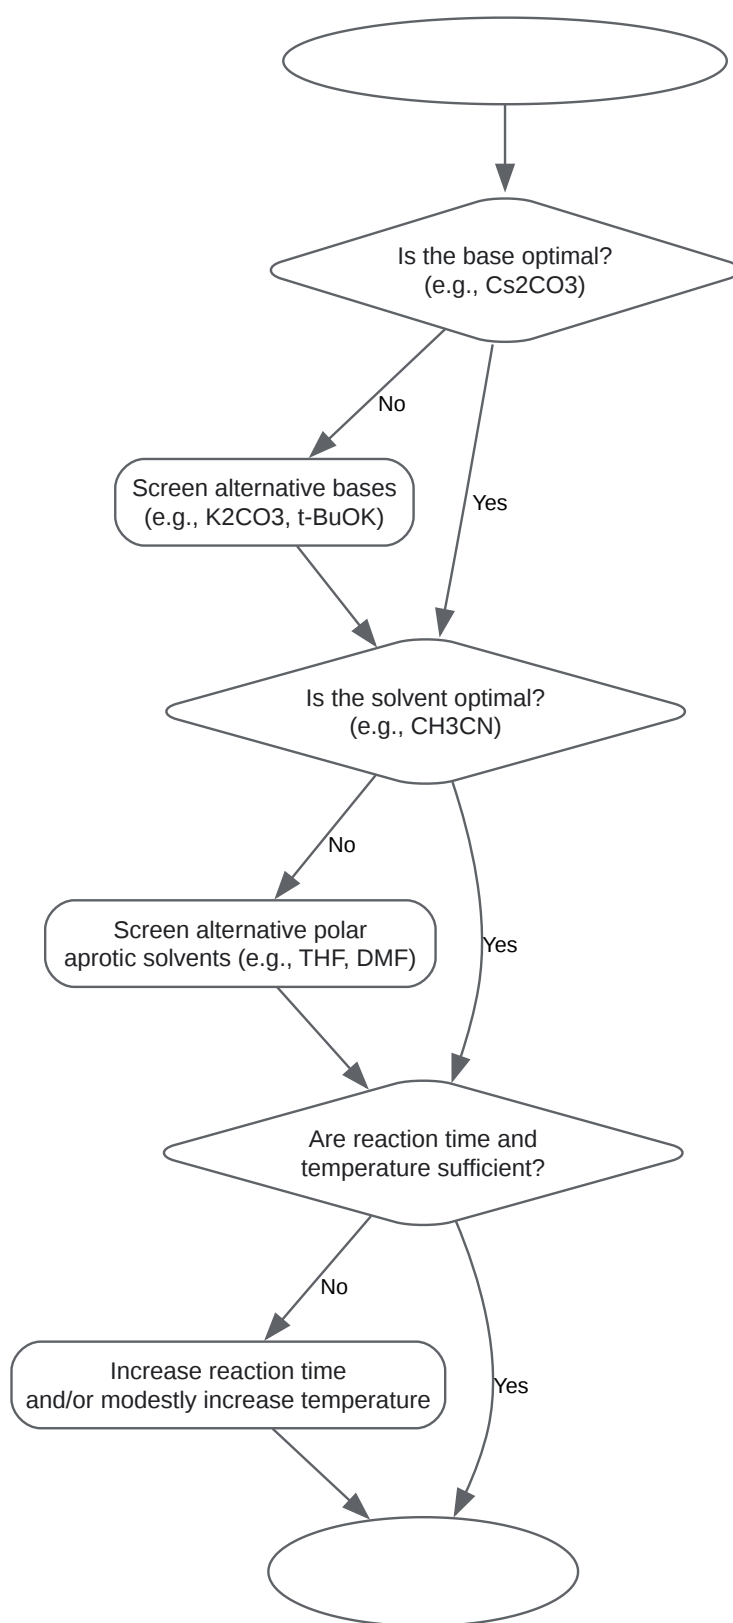 Is the base optimal?
(e.g., Cs2CO3)
No
Screen alternative bases
(e.g., K2CO3, t-BuOK)
Yes
Is the solvent optimal?
(e.g., CH3CN)
No
Screen alternative polar
aprotic solvents (e.g., THF, DMF)
Yes
Are reaction time and
temperature sufficient?
No
Increase reaction time
and/or modestly increase temperature
Yes